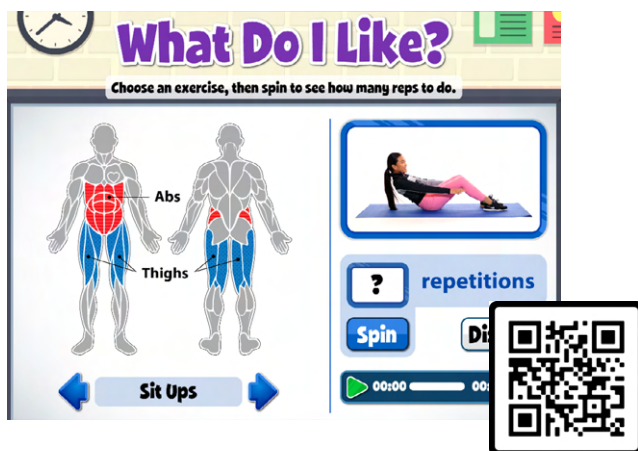 What Do I Like?
Choose an exercise, then spin to see how many reps to do.
Abs
Thighs
? repetitions
Spin
Sit Ups
00:00